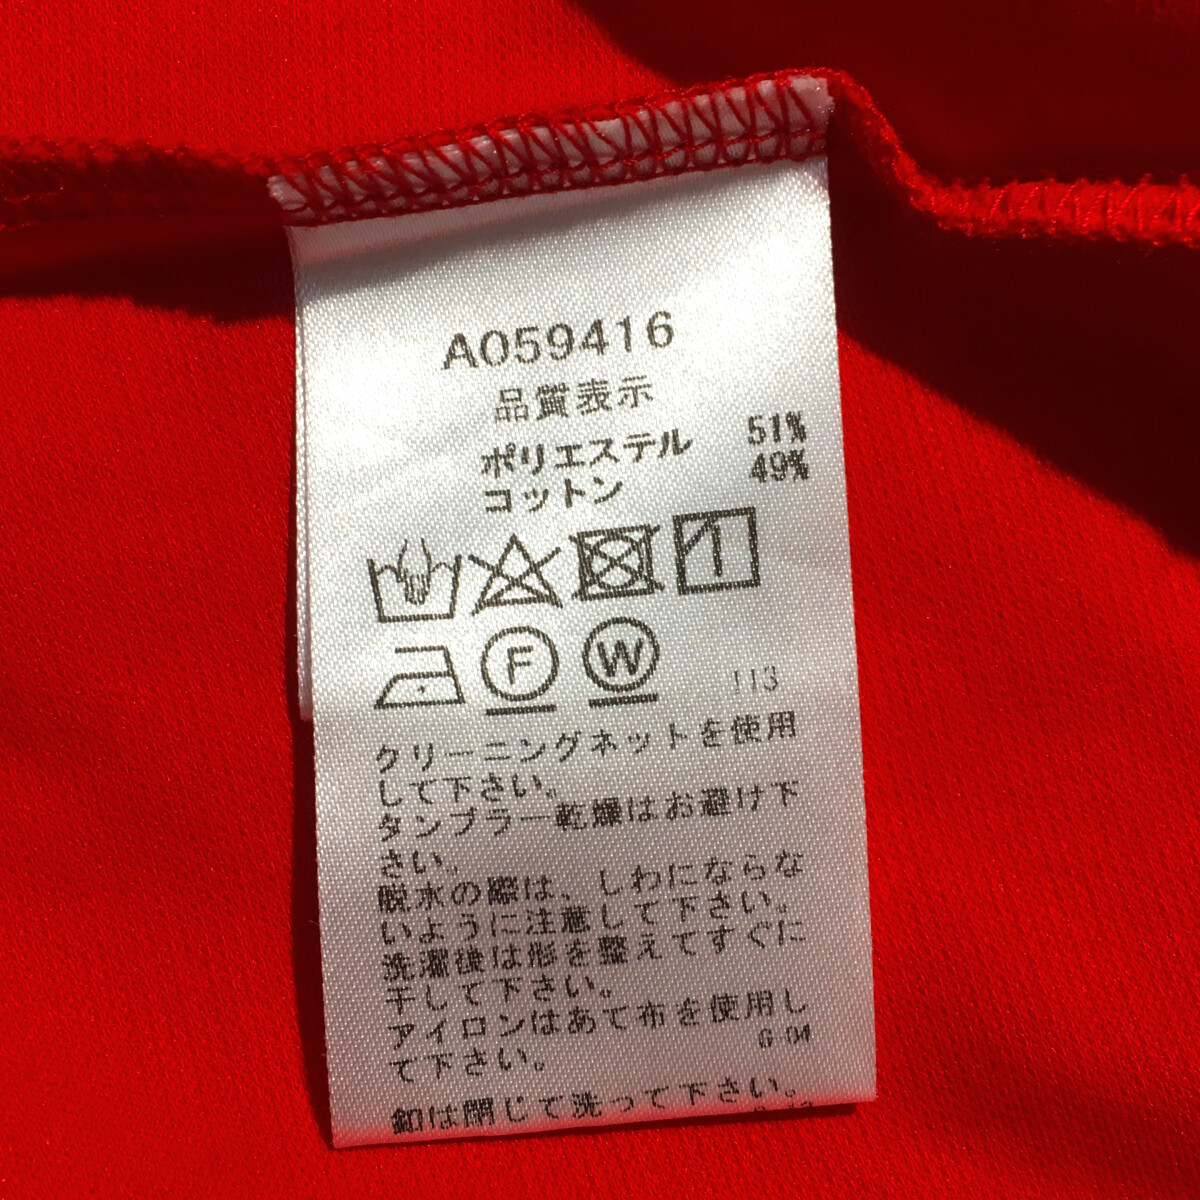 A059416
品質表示
ポリエステル 51%
コットン 49%
F W 113
クリーニングネットを使用
して下さい。
タンブラー乾燥はお避け下
さい。
脱水の際は、しわにならな
いように注意して下さい。
洗濯後は形を整えてすぐに
干して下さい。
アイロンはあて布を使用し
て下さい。 G 04
釦は閉じて洗って下さい。